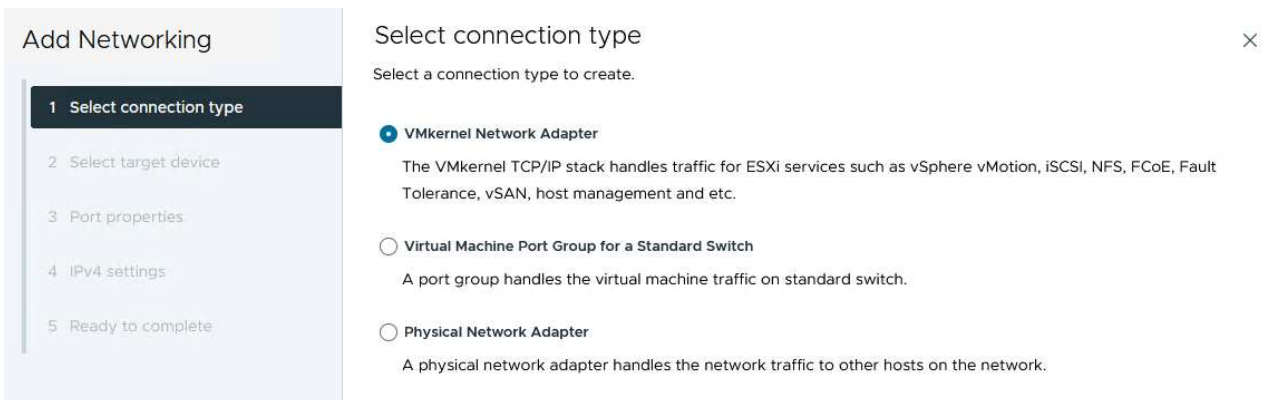 Add Networking
1 Select connection type
2 Select target device
3 Port properties
4 IPv4 settings
5 Ready to complete
Select connection type
Select a connection type to create.
VMkernel Network Adapter
The VMkernel TCP/IP stack handles traffic for ESXi services such as vSphere vMotion, iSCSI, NFS, FCoE, Fault
Tolerance, vSAN, host management and etc.
Virtual Machine Port Group for a Standard Switch
A port group handles the virtual machine traffic on standard switch.
Physical Network Adapter
A physical network adapter handles the network traffic to other hosts on the network.